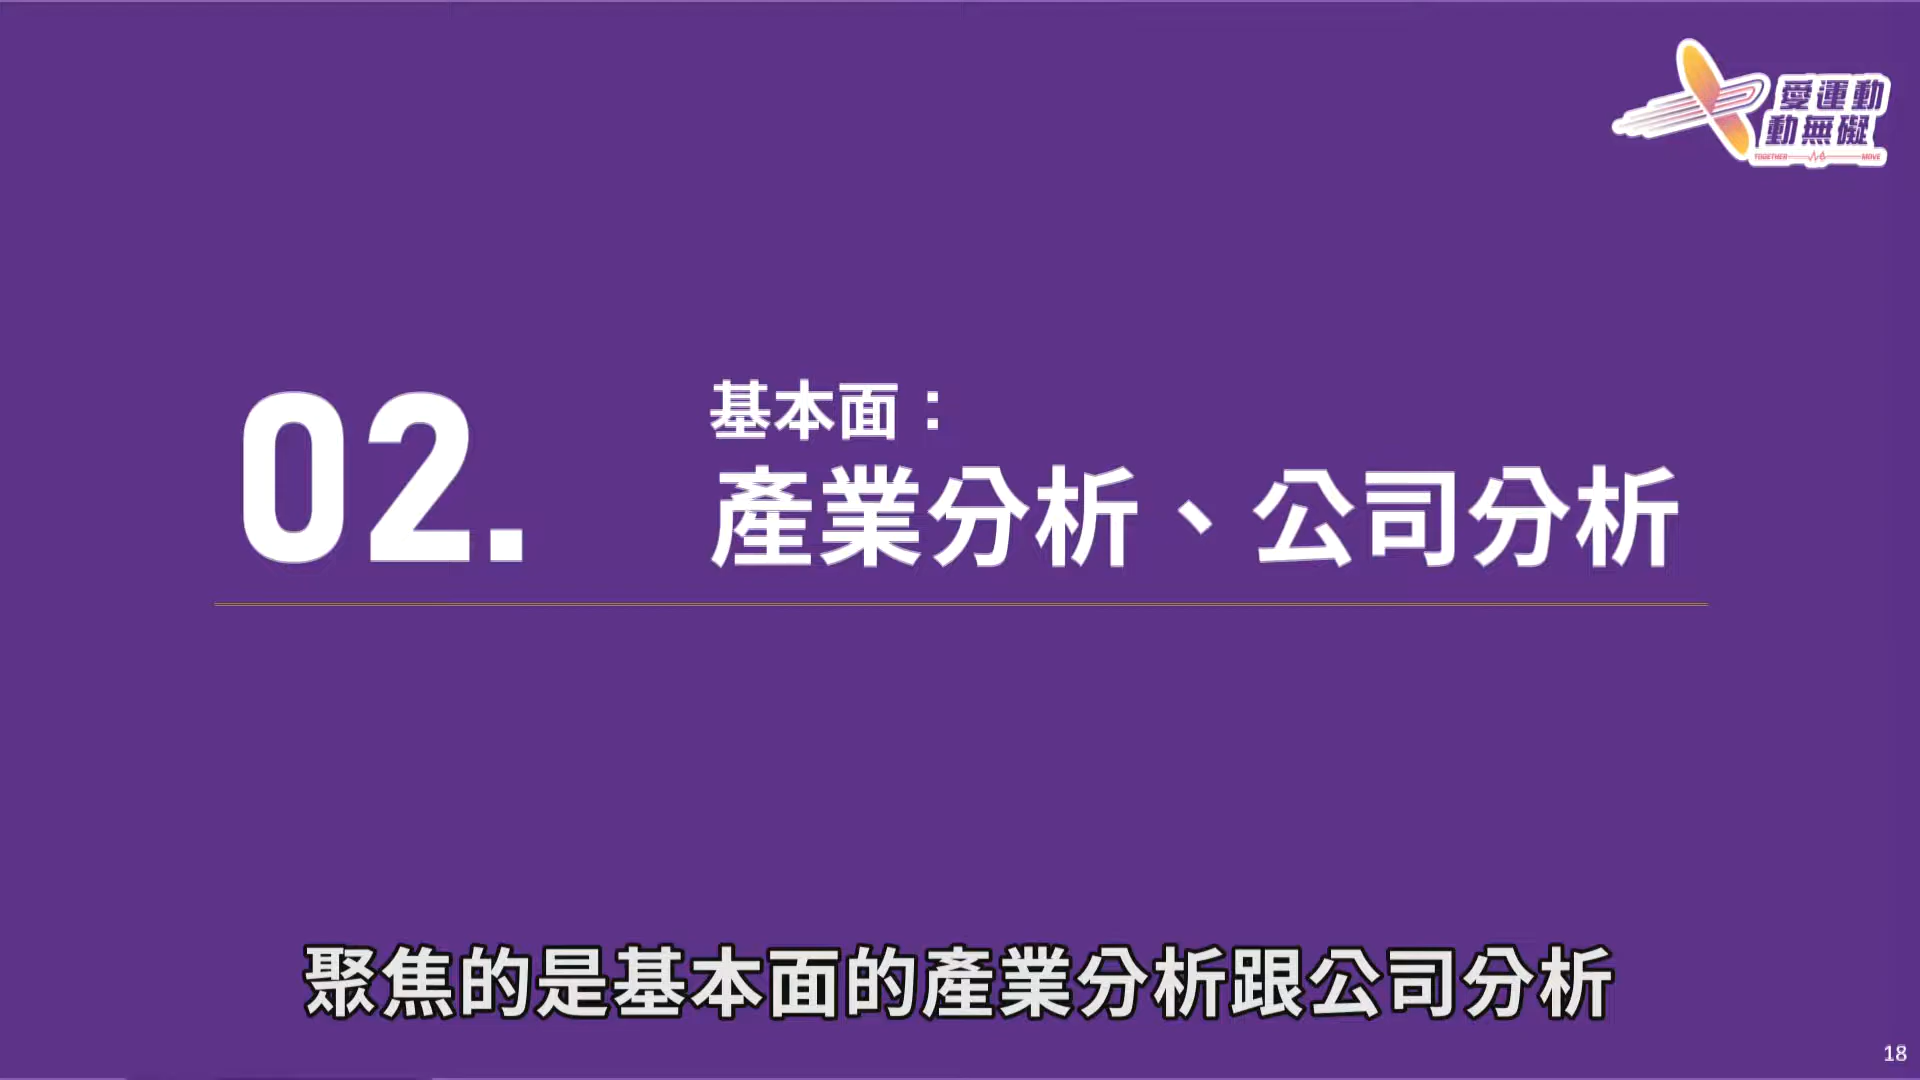 愛運動
動無礙
TOGETHER MOVE
02.
基本面：
產業分析、公司分析
聚焦的是基本面的產業分析跟公司分析
18